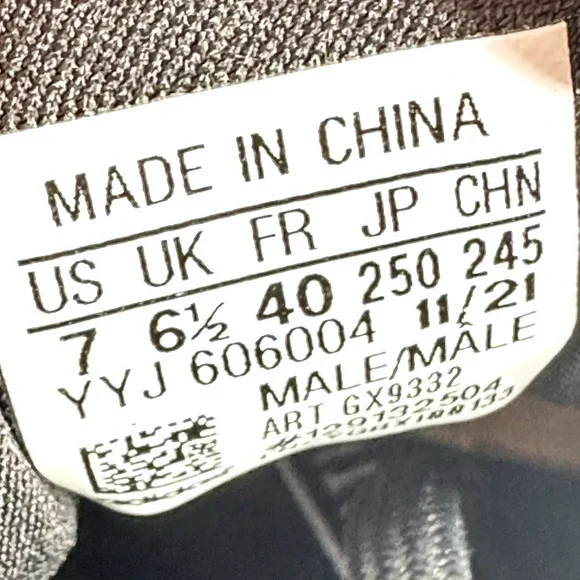 MADE IN CHINA
US UK FR JP CHN
7 6½ 40 250 245
YYJ 606004 11/21
MALE/MÂLE
ART GX9332
#129132504